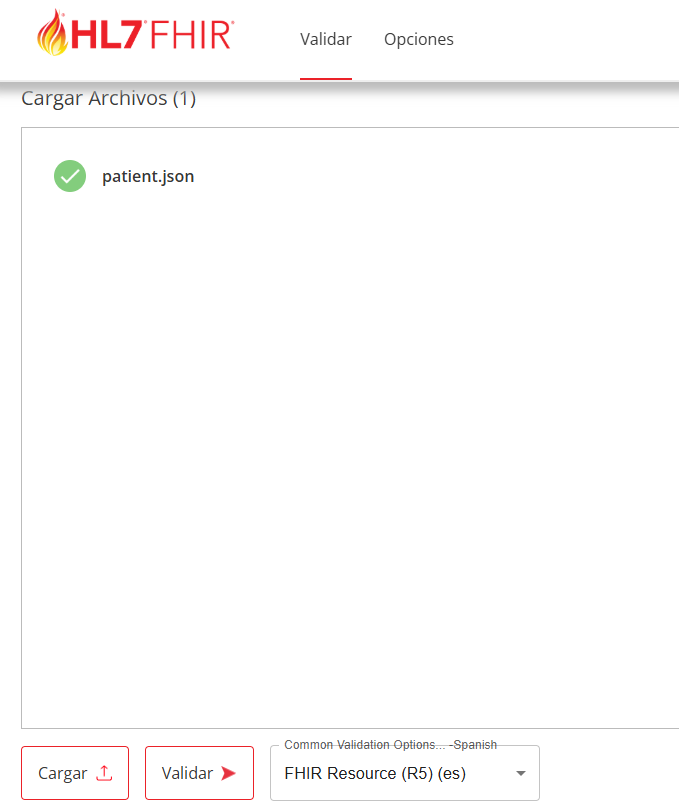 HL7® FHIR®
Validar
Opciones
Cargar Archivos (1)
patient.json
Cargar
Validar
Common Validation Options... -Spanish
FHIR Resource (R5) (es)